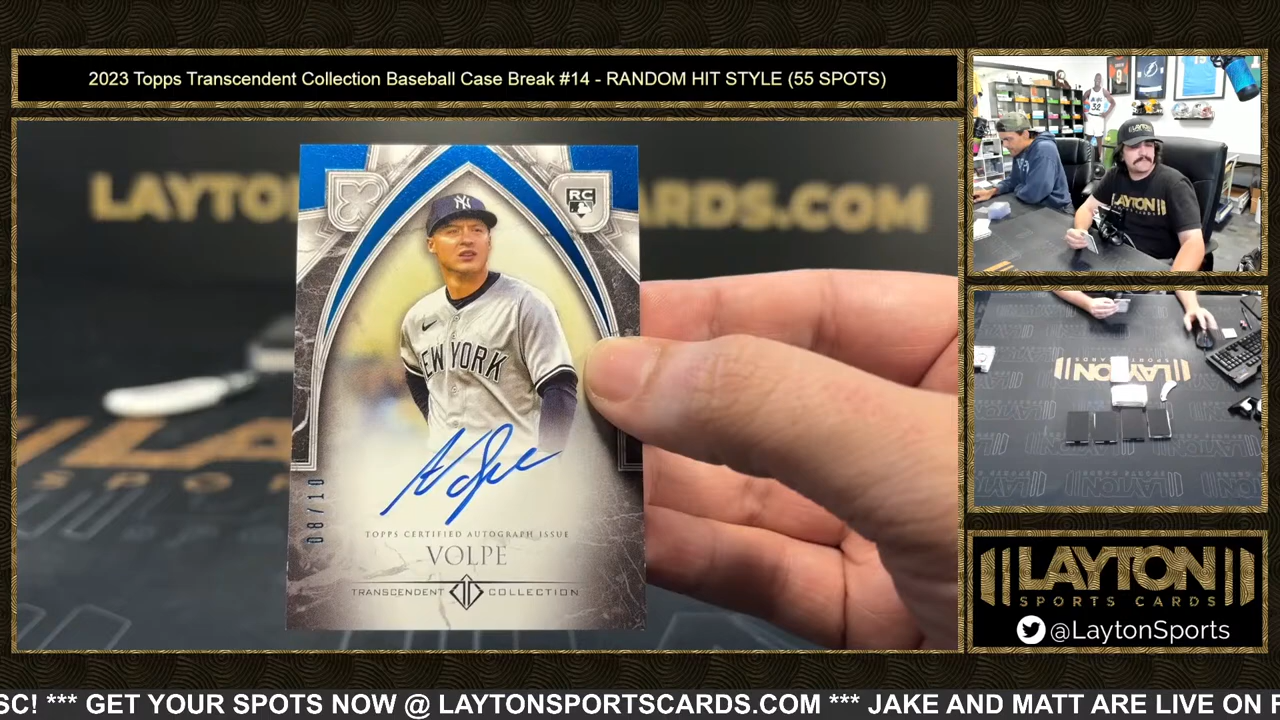 2023 Topps Transcendent Collection Baseball Case Break #14 - RANDOM HIT STYLE (55 SPOTS)
RC
NY
NEW YORK
08/10
TOPPS CERTIFIED AUTOGRAPH ISSUE
VOLPE
TRANSCENDENT COLLECTION
LAYTON
32
LAYTON
SPORTS CARDS
@LaytonSports
SC! *** GET YOUR SPOTS NOW @ LAYTONSPORTSCARDS.COM *** JAKE AND MATT ARE LIVE ON